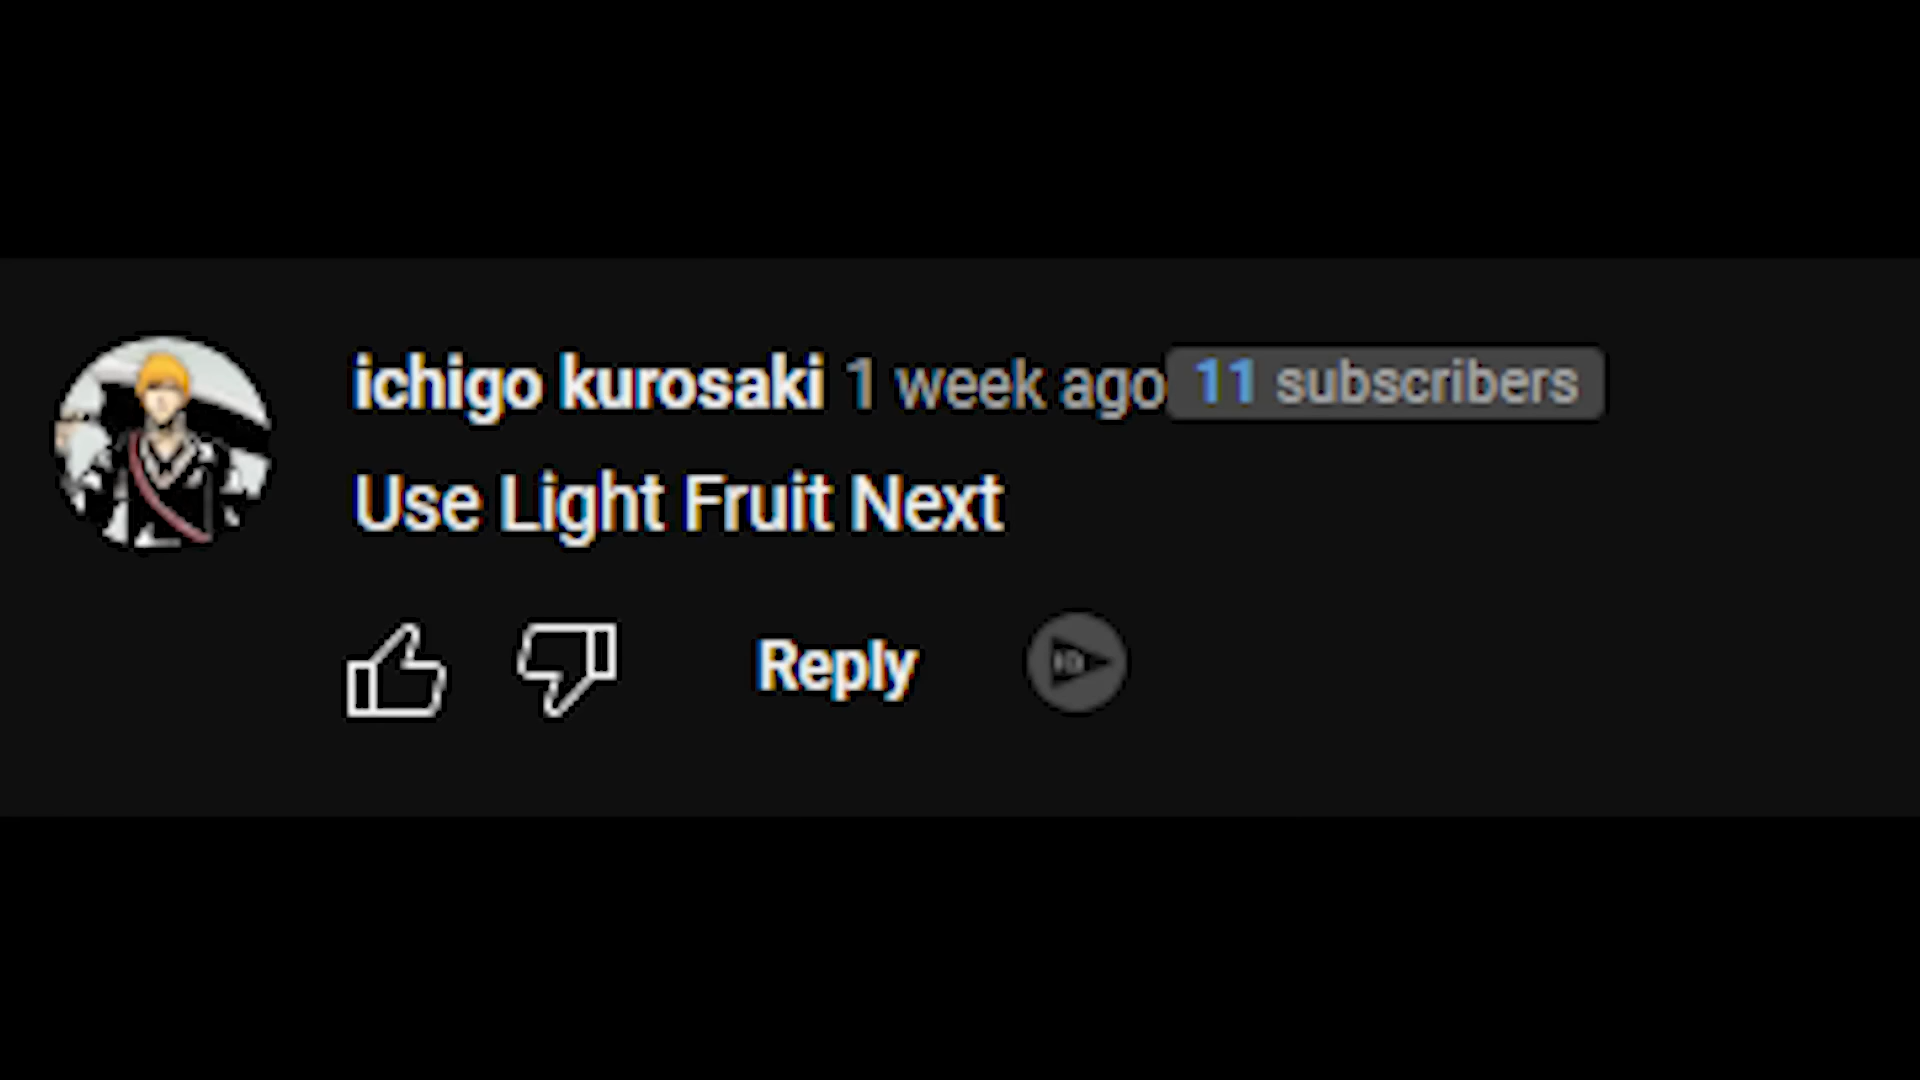 ichigo kurosaki 1 week ago 11 subscribers
Use Light Fruit Next
Reply